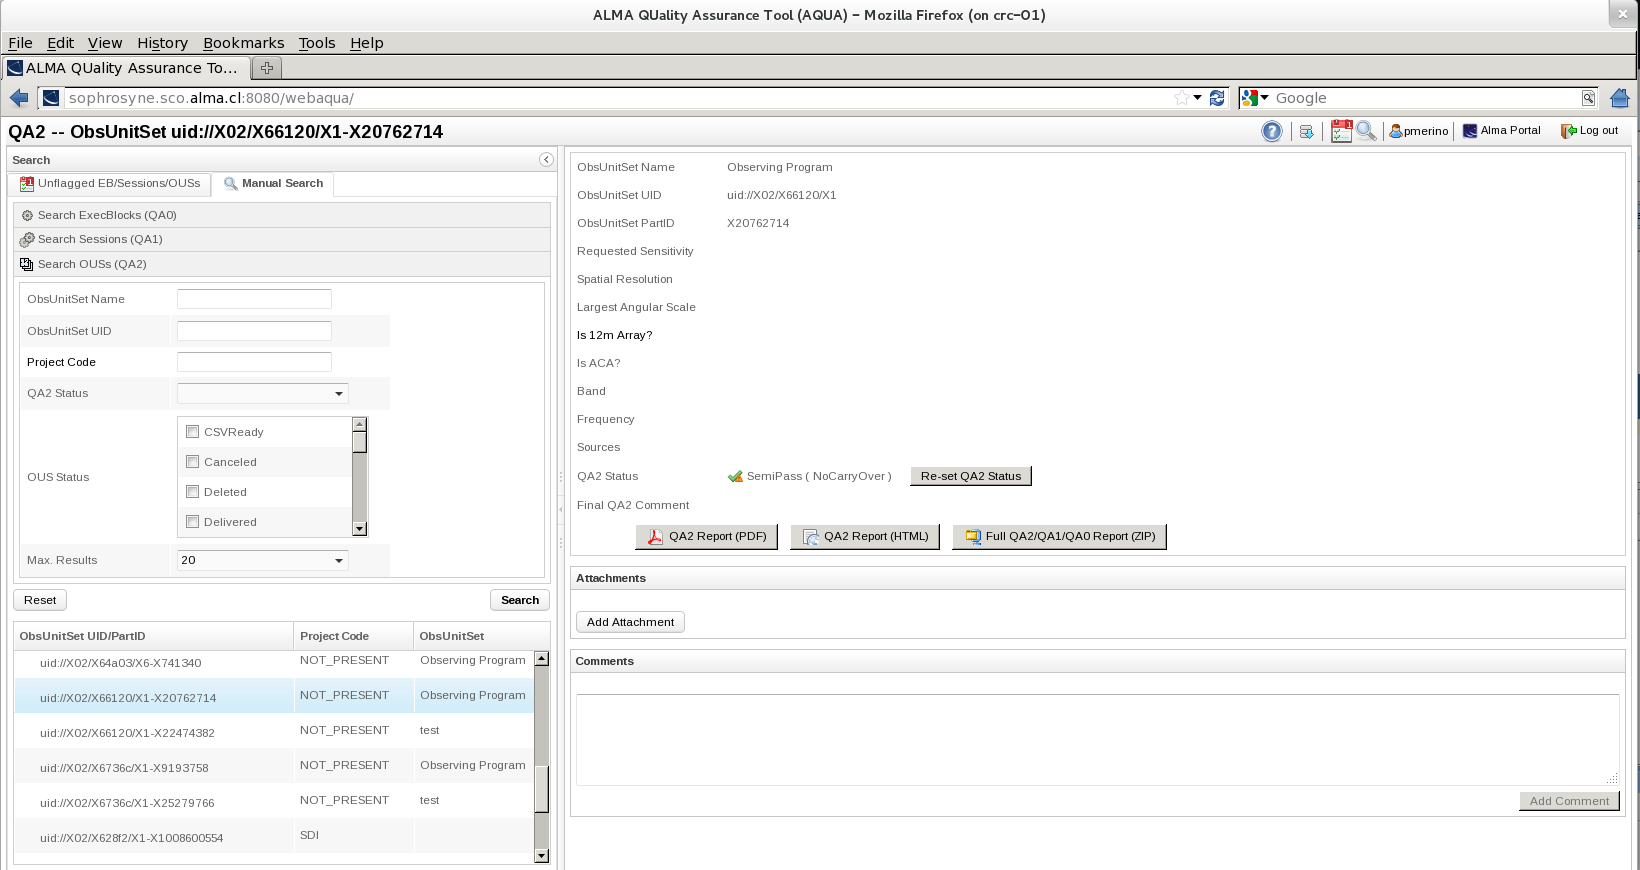 ALMA QUality Assurance Tool (AQUA) – Mozilla Firefox (on crc–01)
File Edit View History Bookmarks Tools Help
ALMA QUality Assurance To...
sophrosyne.sco.alma.cl:8080/webaqua/
Google
QA2 -- ObsUnitSet uid://X02/X66120/X1-X20762714
pmerino
Alma Portal
Log out
Search
Unflagged EB/Sessions/OUSs
Manual Search
Search ExecBlocks (QA0)
Search Sessions (QA1)
Search OUSs (QA2)
ObsUnitSet Name
ObsUnitSet UID
Project Code
QA2 Status
OUS Status
CSVReady
Canceled
Deleted
Delivered
Max. Results 20
Reset
Search
ObsUnitSet UID/PartID Project Code ObsUnitSet
uid://X02/X64a03/X6-X741340 NOT_PRESENT Observing Program
uid://X02/X66120/X1-X20762714 NOT_PRESENT Observing Program
uid://X02/X66120/X1-X22474382 NOT_PRESENT test
uid://X02/X6736c/X1-X9193758 NOT_PRESENT Observing Program
uid://X02/X6736c/X1-X25279766 NOT_PRESENT test
uid://X02/X628f2/X1-X1008600554 SDI
ObsUnitSet Name Observing Program
ObsUnitSet UID uid://X02/X66120/X1
ObsUnitSet PartID X20762714
Requested Sensitivity
Spatial Resolution
Largest Angular Scale
Is 12m Array?
Is ACA?
Band
Frequency
Sources
QA2 Status SemiPass ( NoCarryOver ) Re-set QA2 Status
Final QA2 Comment
QA2 Report (PDF) QA2 Report (HTML) Full QA2/QA1/QA0 Report (ZIP)
Attachments
Add Attachment
Comments
Add Comment